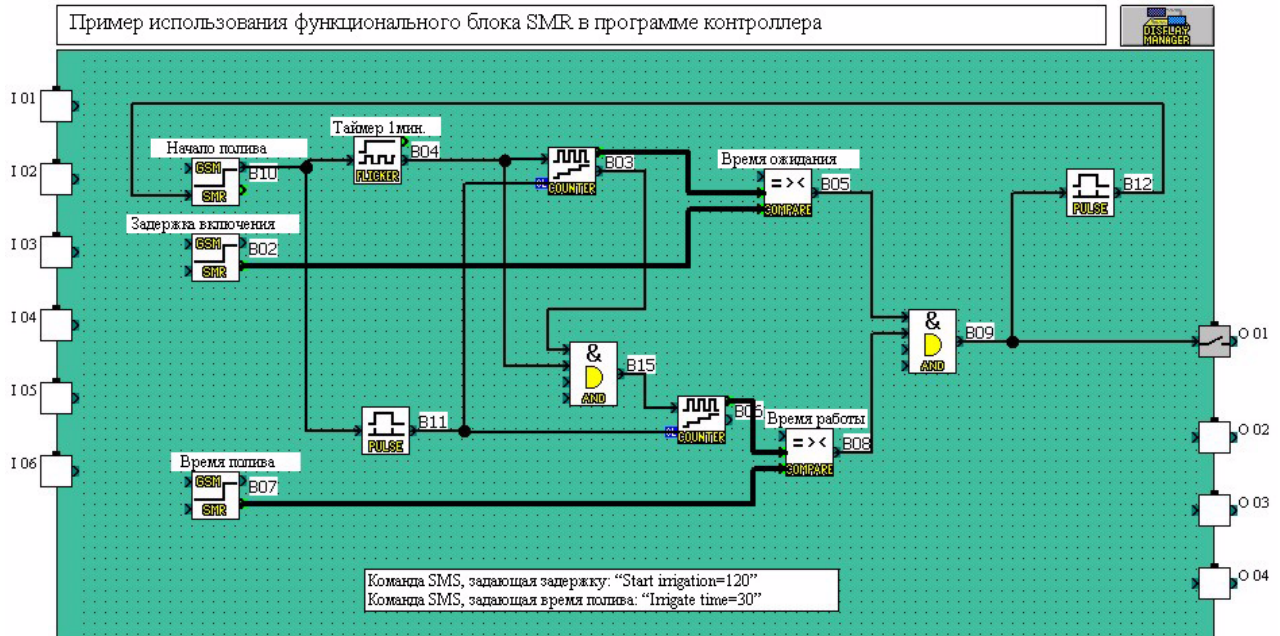 Пример использования функционального блока SMR в программе контроллера
DISPLAY
MANAGER
I 01
I 02
I 03
I 04
I 05
I 06
Начало полива
GSM
SMR
B10
Таймер 1мин.
FLICKER
B04
COUNTER
B03
Время ожидания
= > <
COMPARE
B05
PULSE
B12
Задержка включения
GSM
SMR
B02
&
AND
B15
&
AND
B09
O 01
O 02
O 03
O 04
PULSE
B11
COUNTER
B06
Время работы
= > <
COMPARE
B08
Время полива
GSM
SMR
B07
Команда SMS, задающая задержку: “Start irrigation=120”
Команда SMS, задающая время полива: “Irrigate time=30”